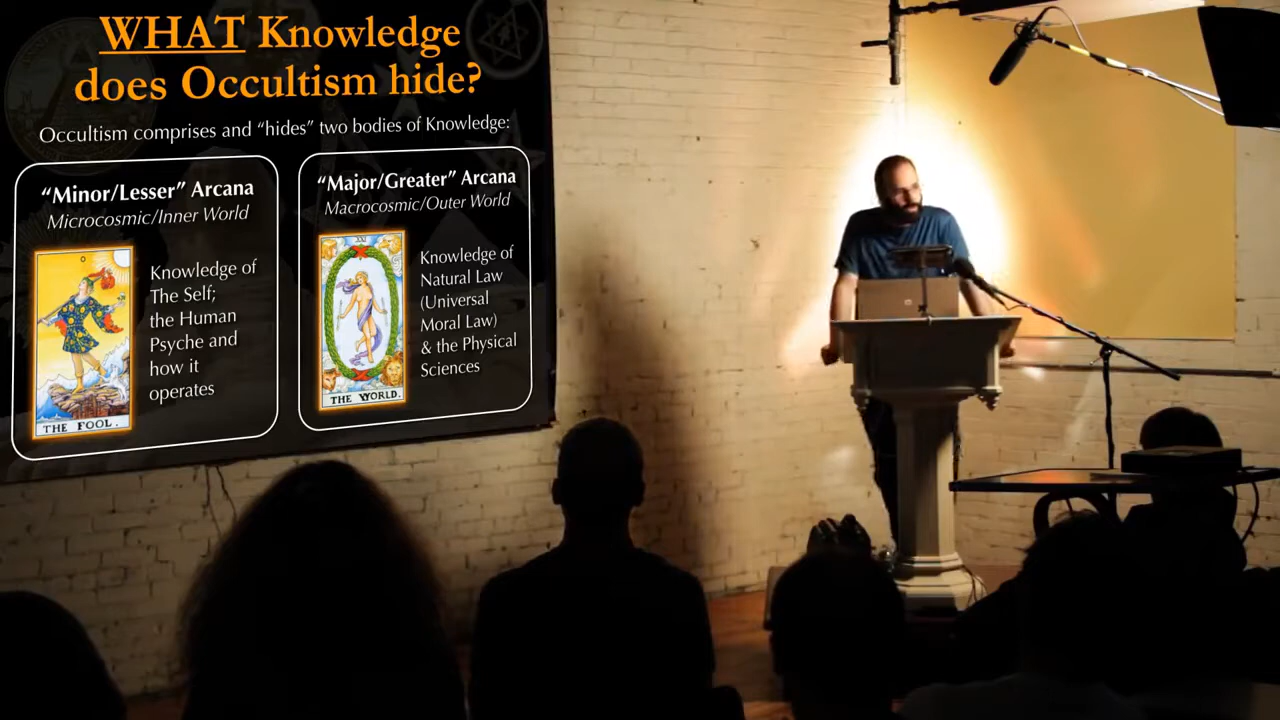 WHAT Knowledge
does Occultism hide?
Occultism comprises and “hides” two bodies of Knowledge:
“Minor/Lesser” Arcana
Microcosmic/Inner World
0
Knowledge of
The Self;
the Human
Psyche and
how it
operates
THE FOOL.
“Major/Greater” Arcana
Macrocosmic/Outer World
XXI
Knowledge of
Natural Law
(Universal
Moral Law)
& the Physical
Sciences
THE WORLD.